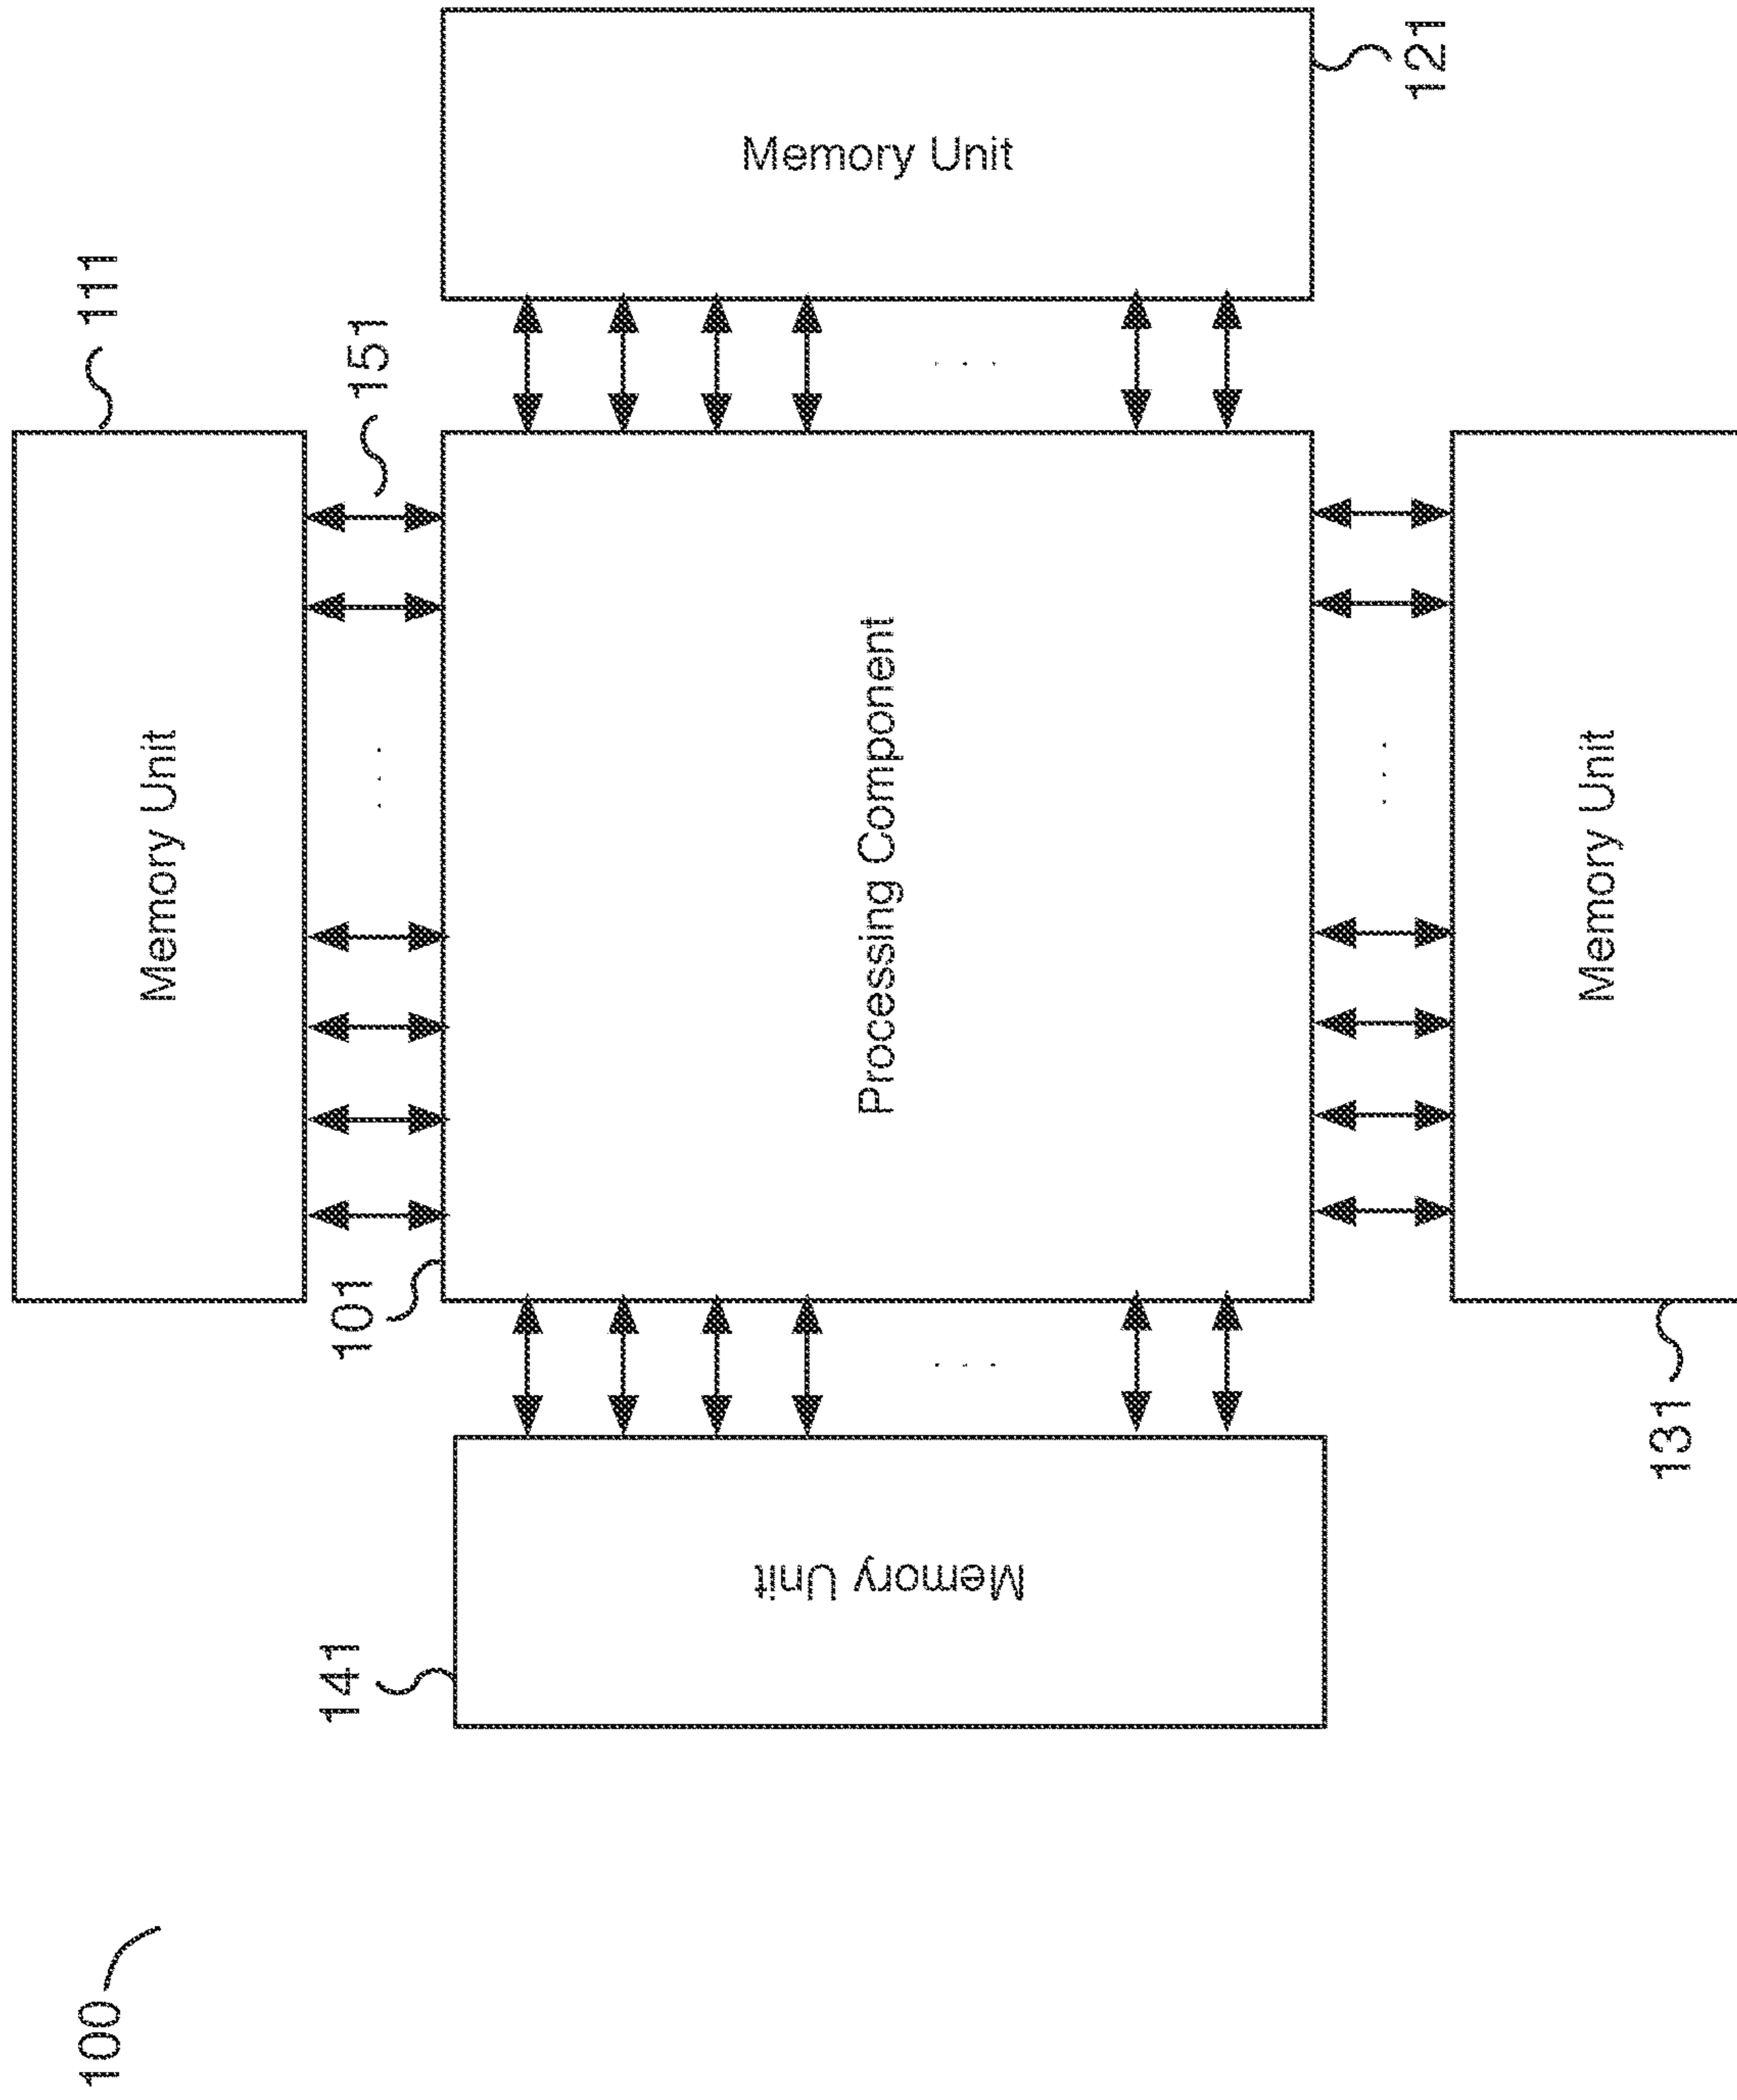 100
111
Memory Unit
151
. . .
101
141
Memory Unit
. . .
Processing Component
. . .
Memory Unit
121
. . .
Memory Unit
131